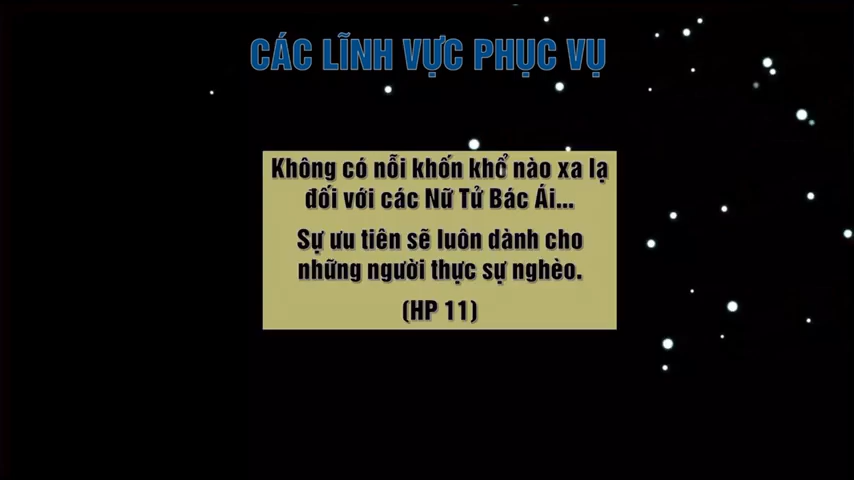 CÁC LĨNH VỰC PHỤC VỤ
Không có nỗi khốn khổ nào xa lạ
đối với các Nữ Tử Bác Ái...
Sự ưu tiên sẽ luôn dành cho
những người thực sự nghèo.
(HP 11)